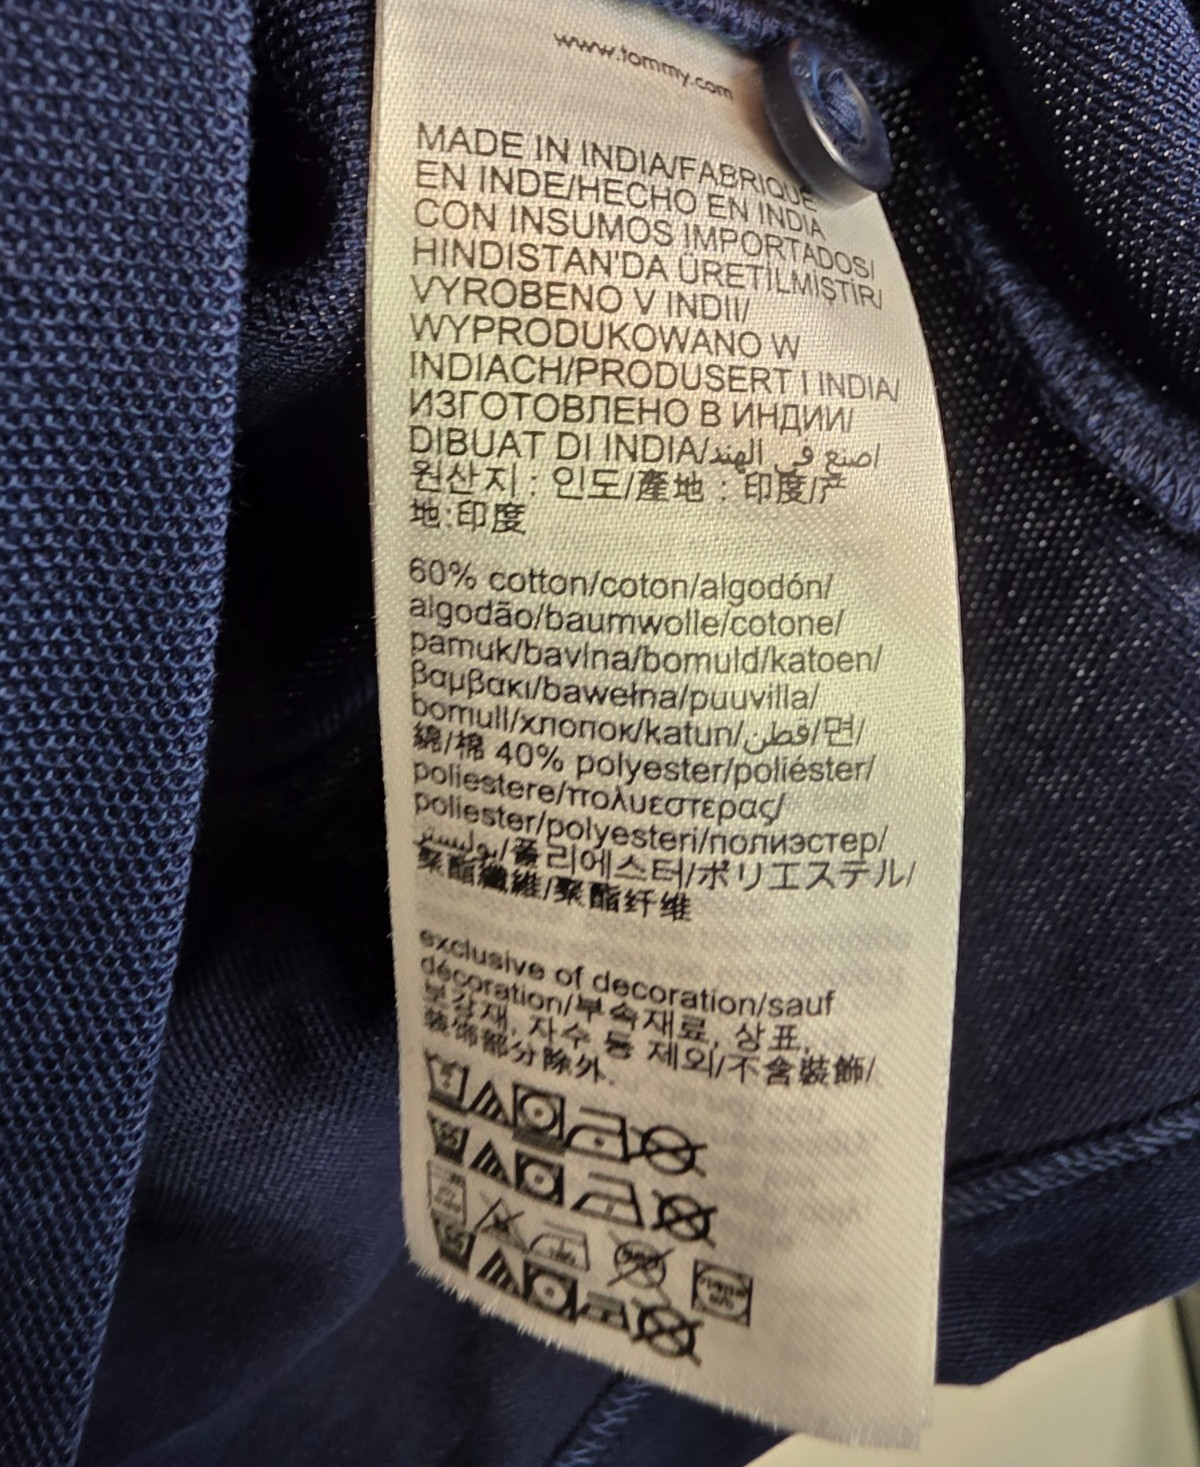 www.tommy.com
MADE IN INDIA/FABRIQUE
EN INDE/HECHO EN INDIA
CON INSUMOS IMPORTADOS/
HINDISTAN'DA ÜRETİLMİŞTİR/
VYROBENO V INDII/
WYPRODUKOWANO W
INDIACH/PRODUSERT I INDIA/
ИЗГОТОВЛЕНО В ИНДИИ/
DIBUAT DI INDIA/اصنع في الهند/
원산지 : 인도/產地 : 印度/产
地:印度
60% cotton/coton/algodón/
algodão/baumwolle/cotone/
pamuk/bavlna/bomuld/katoen/
βαμβακι/bawełna/puuvilla/
bomull/хлопок/katun/قطن/면/
綿/棉 40% polyester/poliéster/
poliestere/πολυεστερας/
poliester/polyesteri/полиэстер/
بوليستر/폴리에스터/ポリエステル/
聚酯纖維/聚酯纤维
exclusive of decoration/sauf
décoration/부속재료, 상표,
보강재, 자수 등 제외/不含裝飾/
装饰部分除外.